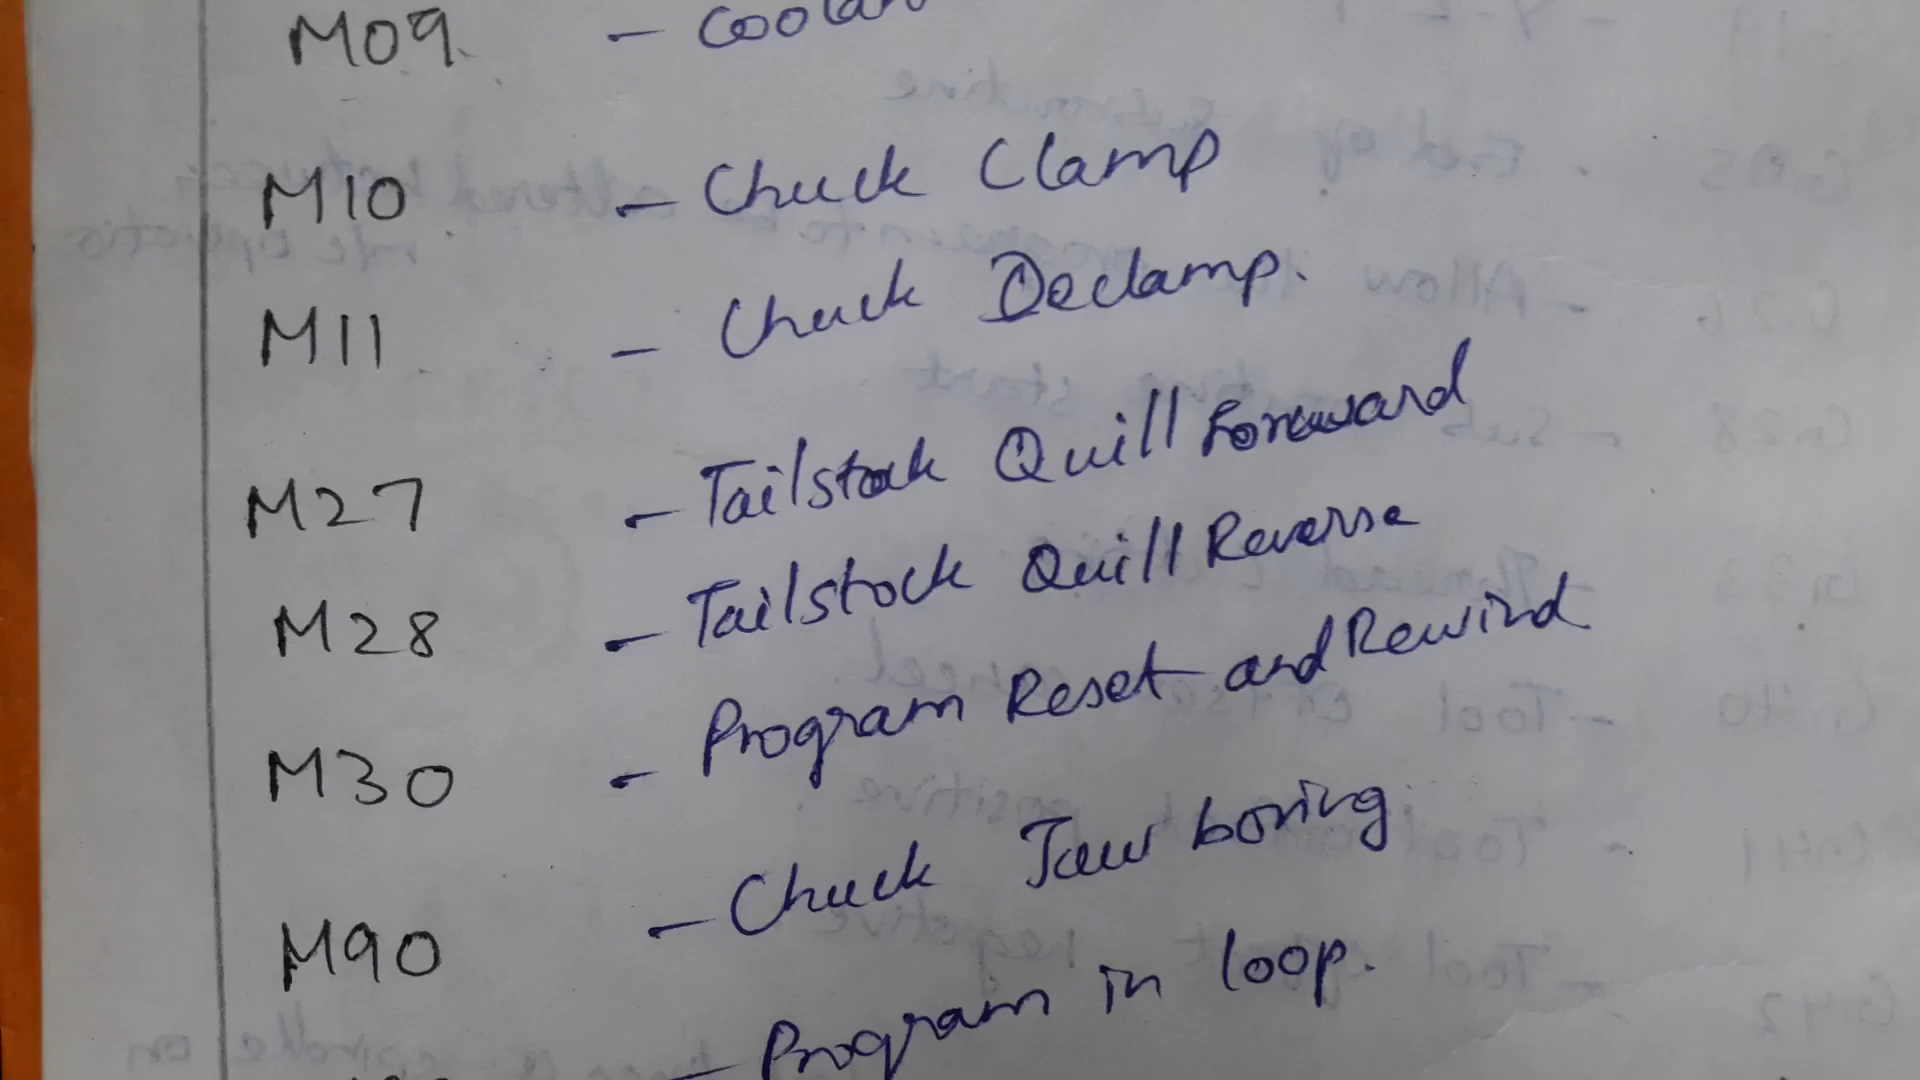 M09 -
M10 - Chuck Clamp
M11 - Chuck Declamp.
M27 - Tailstock Quill Forward
M28 - Tailstock Quill Reverse
M30 - Program Reset and Rewind
M90 - Chuck Jaw boring
- Program in loop.